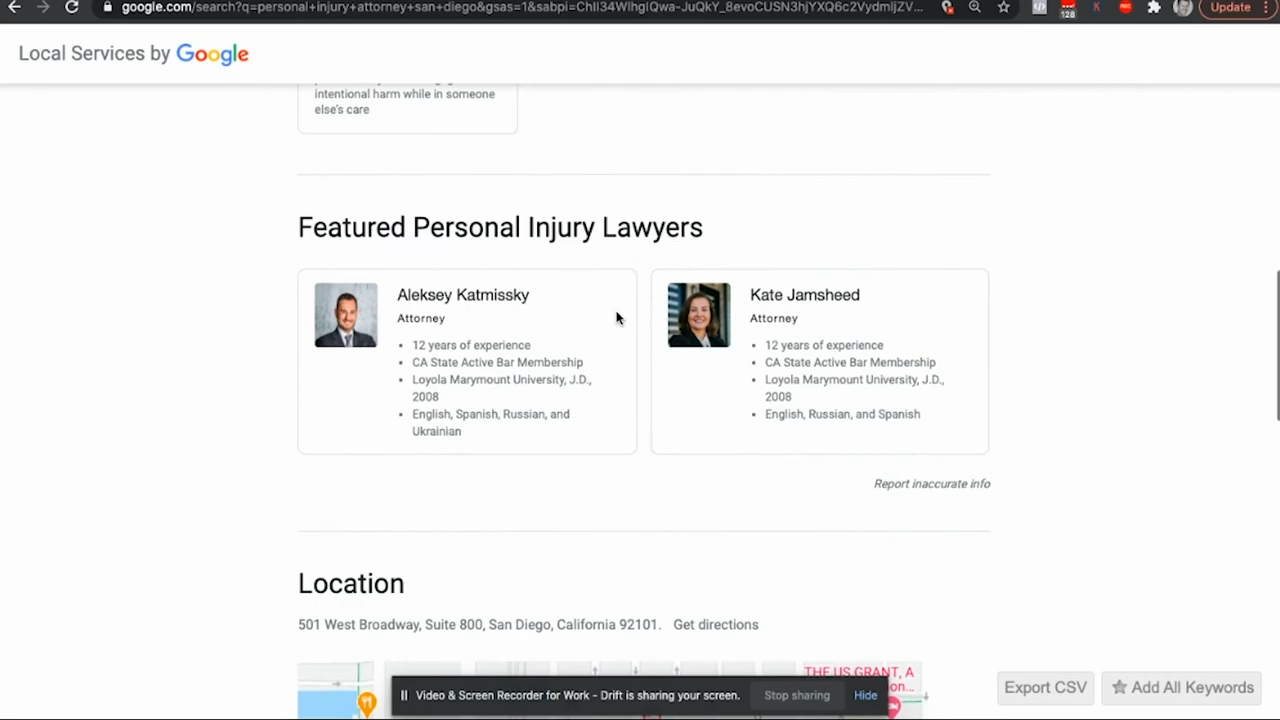 google.com/search?q=personal+injury+attorney+san+diego&gsas=1&sabpi=ChlI34WIhgIQwa-JuQkY_8evoCUSN3hjYXQ6c2VydmljZV...
128
K
Update
Local Services by Google
intentional harm while in someone
else's care
Featured Personal Injury Lawyers
Aleksey Katmissky
Attorney
• 12 years of experience
• CA State Active Bar Membership
• Loyola Marymount University, J.D.,
2008
• English, Spanish, Russian, and
Ukrainian
Kate Jamsheed
Attorney
• 12 years of experience
• CA State Active Bar Membership
• Loyola Marymount University, J.D.,
2008
• English, Russian, and Spanish
Report inaccurate info
Location
501 West Broadway, Suite 800, San Diego, California 92101. Get directions
THE US GRANT, A
Video & Screen Recorder for Work - Drift is sharing your screen. Stop sharing Hide
Export CSV
Add All Keywords